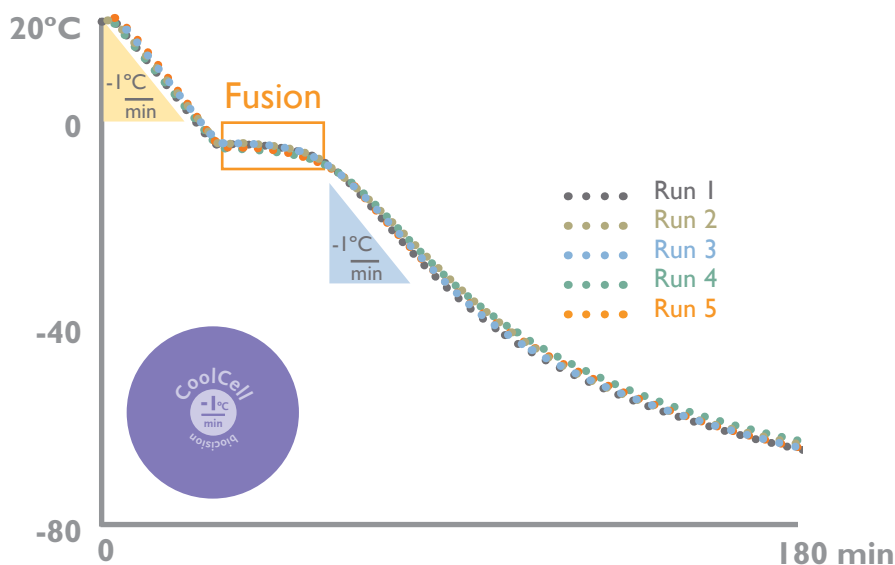 20°C
-1°C
min
Fusion
0
-1°C
min
Run 1
Run 2
Run 3
Run 4
Run 5
-40
CoolCell
-1°C
min
biocision
-80
0
180 min